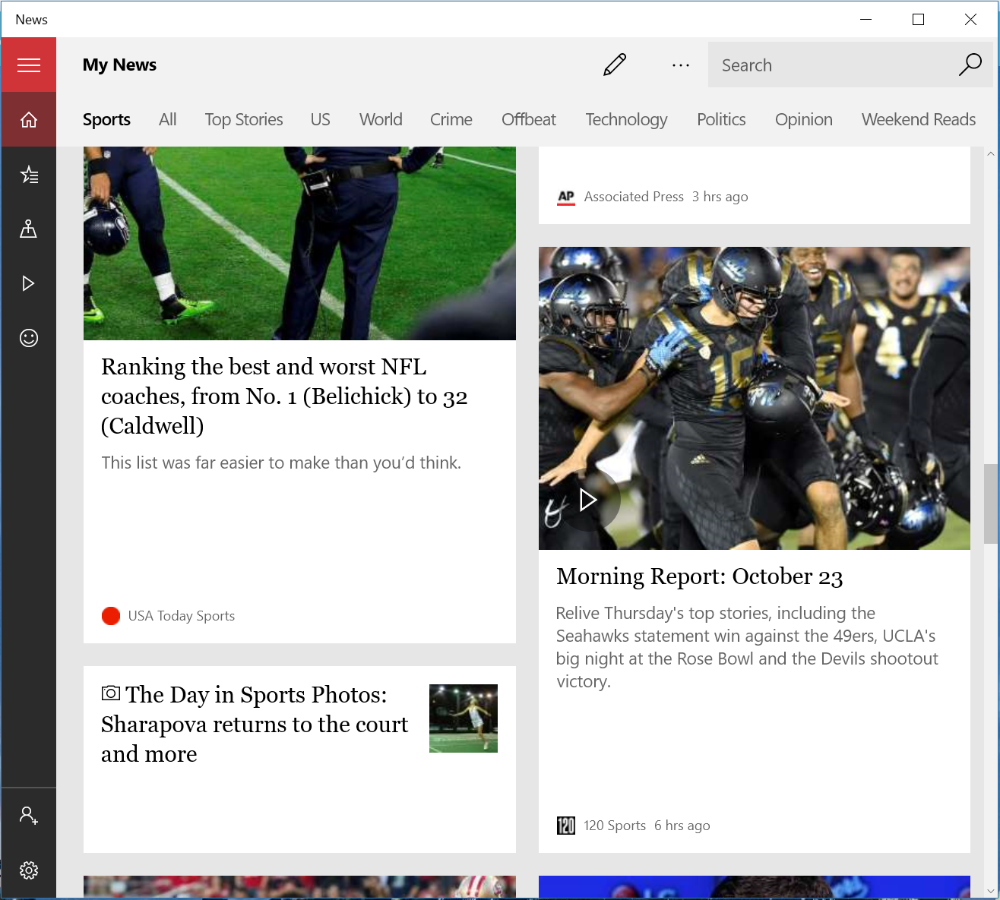 News
My News
Search
Sports All Top Stories US World Crime Offbeat Technology Politics Opinion Weekend Reads
AP Associated Press 3 hrs ago
15
4
Ranking the best and worst NFL
coaches, from No. 1 (Belichick) to 32
(Caldwell)
This list was far easier to make than you’d think.
USA Today Sports
The Day in Sports Photos:
Sharapova returns to the court
and more
Morning Report: October 23
Relive Thursday's top stories, including the
Seahawks statement win against the 49ers, UCLA's
big night at the Rose Bowl and the Devils shootout
victory.
120 120 Sports 6 hrs ago